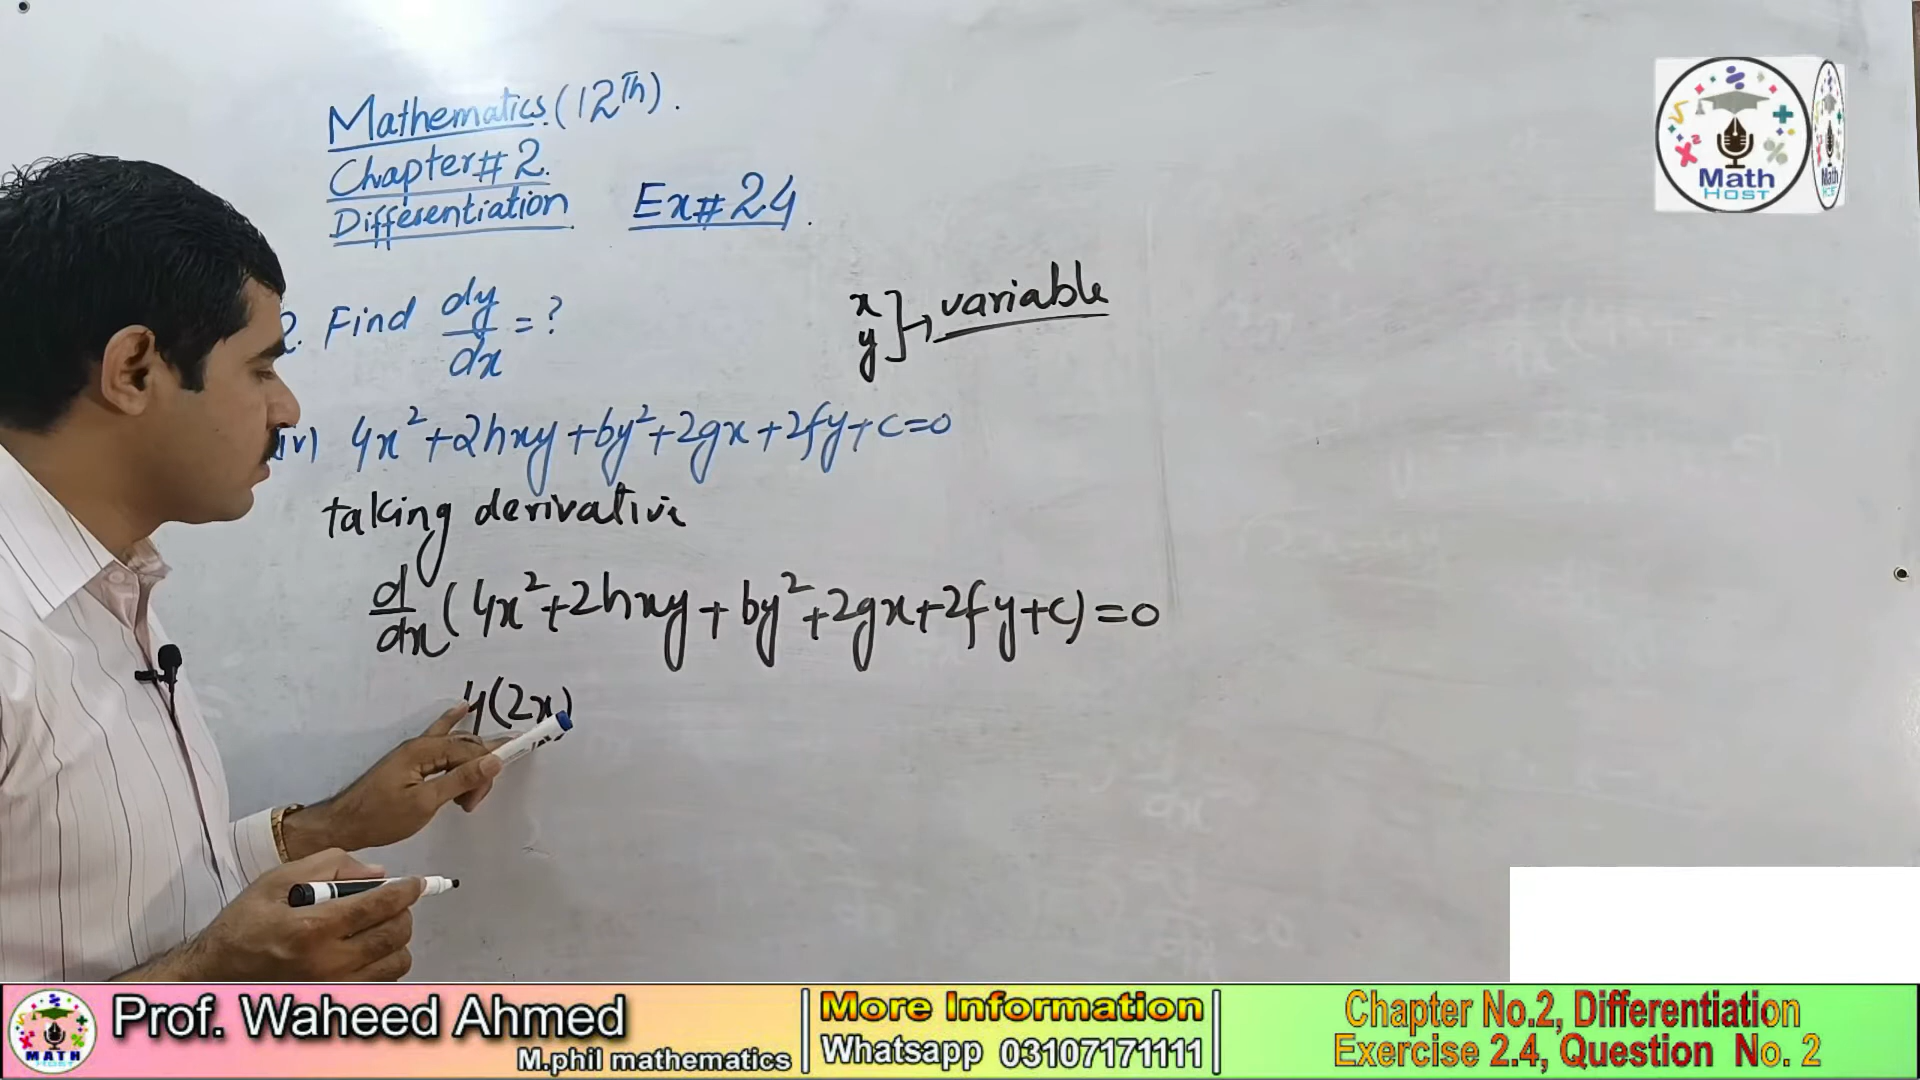 Mathematics (12th).
Chapter # 2.
Differentiation
Ex # 2.4.
2. Find dy/dx = ?
x
y ] → variable
iv) 4x² + 2hxy + by² + 2gx + 2fy + c = 0
taking derivative
d/dx (4x² + 2hxy + by² + 2gx + 2fy + c) = 0
4(2x)
Math
HOST
MATH
Prof. Waheed Ahmed
M.phil mathematics
More Information
Whatsapp 03107171111
Chapter No.2, Differentiation
Exercise 2.4, Question No. 2